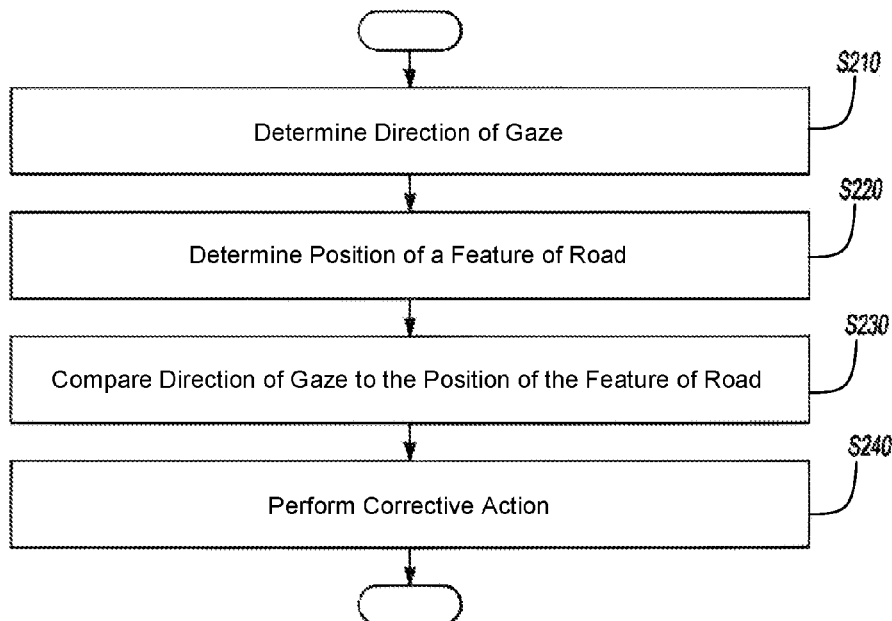 S210
Determine Direction of Gaze
S220
Determine Position of a Feature of Road
S230
Compare Direction of Gaze to the Position of the Feature of Road
S240
Perform Corrective Action